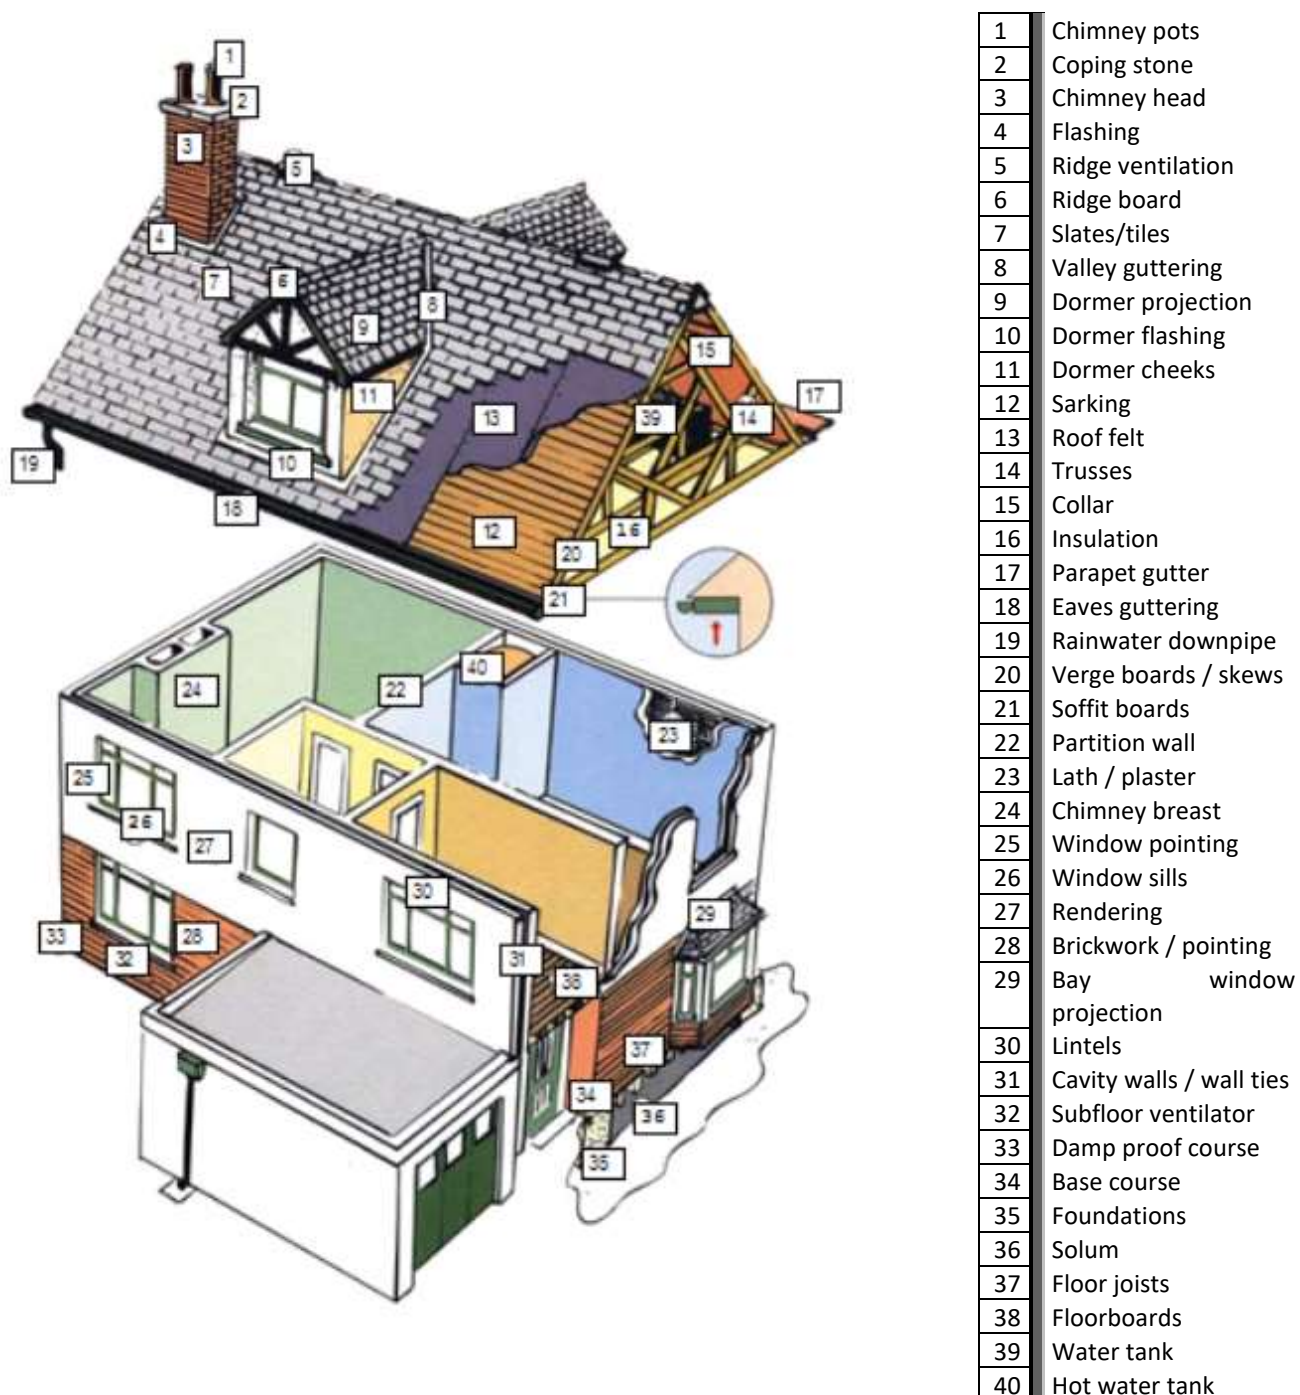 1
2
3
4
5
6
7
8
9
10
11
12
13
14
15
39
17
19
18
16
20
21
40
22
24
23
25
26
27
30
29
33
28
32
31
38
37
34
36
35
1 Chimney pots
2 Coping stone
3 Chimney head
4 Flashing
5 Ridge ventilation
6 Ridge board
7 Slates/tiles
8 Valley guttering
9 Dormer projection
10 Dormer flashing
11 Dormer cheeks
12 Sarking
13 Roof felt
14 Trusses
15 Collar
16 Insulation
17 Parapet gutter
18 Eaves guttering
19 Rainwater downpipe
20 Verge boards / skews
21 Soffit boards
22 Partition wall
23 Lath / plaster
24 Chimney breast
25 Window pointing
26 Window sills
27 Rendering
28 Brickwork / pointing
29 Bay window
projection
30 Lintels
31 Cavity walls / wall ties
32 Subfloor ventilator
33 Damp proof course
34 Base course
35 Foundations
36 Solum
37 Floor joists
38 Floorboards
39 Water tank
40 Hot water tank